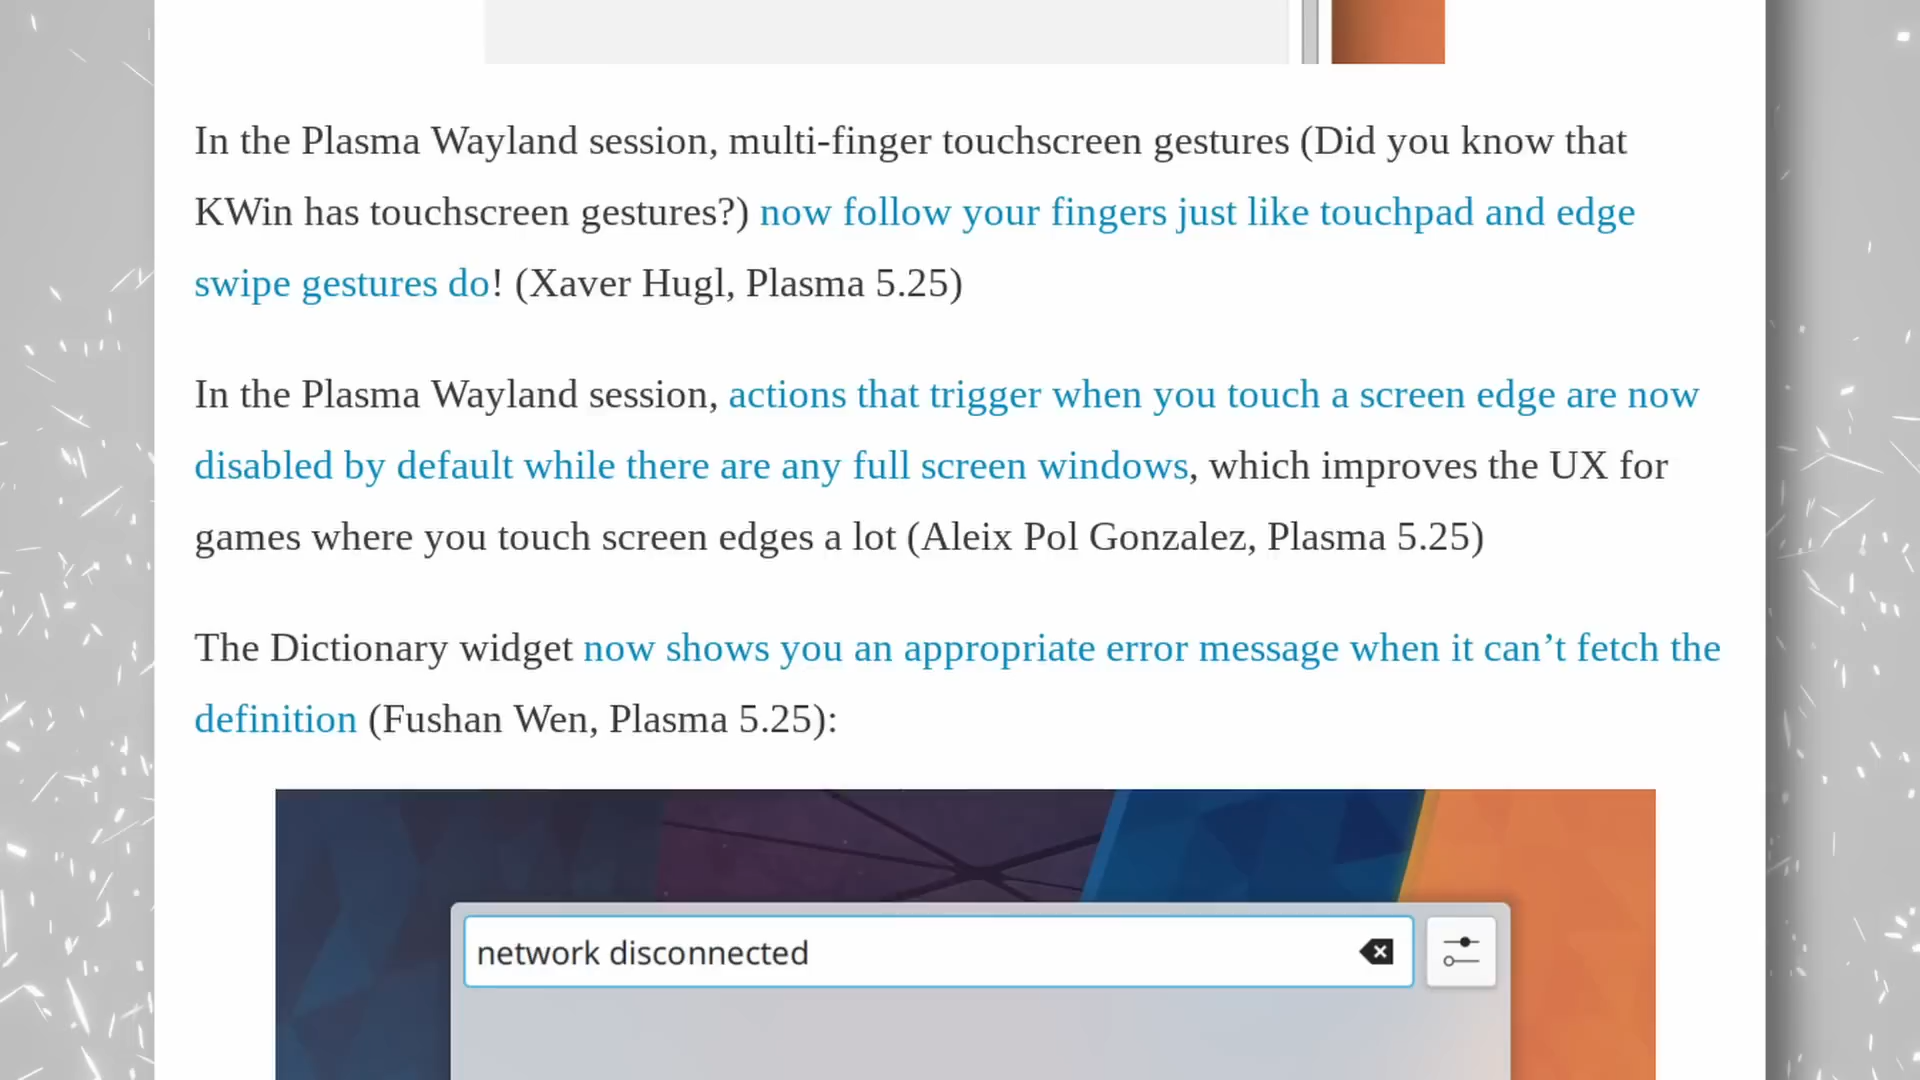 In the Plasma Wayland session, multi-finger touchscreen gestures (Did you know that
KWin has touchscreen gestures?) now follow your fingers just like touchpad and edge
swipe gestures do! (Xaver Hugl, Plasma 5.25)
In the Plasma Wayland session, actions that trigger when you touch a screen edge are now
disabled by default while there are any full screen windows, which improves the UX for
games where you touch screen edges a lot (Aleix Pol Gonzalez, Plasma 5.25)
The Dictionary widget now shows you an appropriate error message when it can’t fetch the
definition (Fushan Wen, Plasma 5.25):
network disconnected